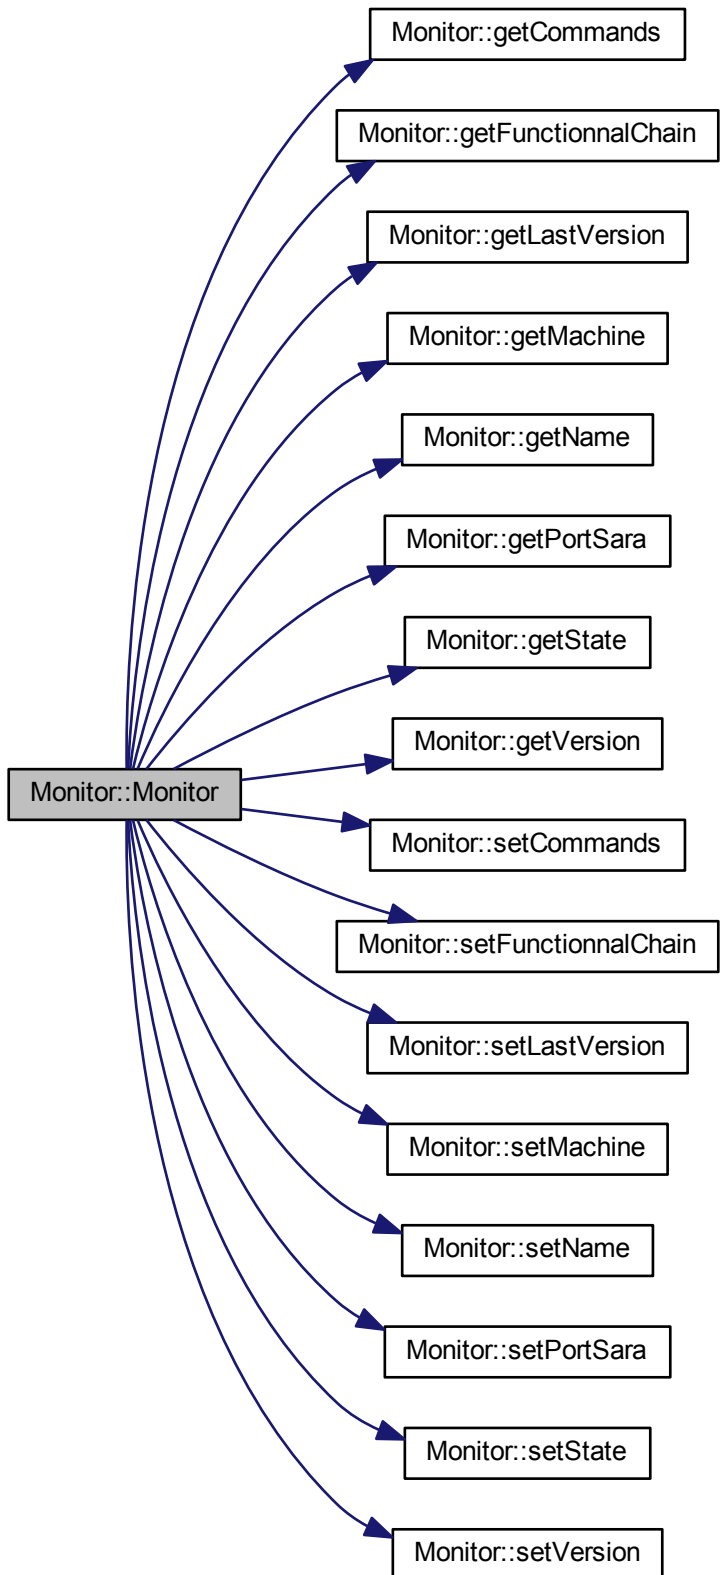 Monitor::getCommands
Monitor::getFunctionnalChain
Monitor::getLastVersion
Monitor::getMachine
Monitor::getName
Monitor::getPortSara
Monitor::getState
Monitor::getVersion
Monitor::Monitor
Monitor::setCommands
Monitor::setFunctionnalChain
Monitor::setLastVersion
Monitor::setMachine
Monitor::setName
Monitor::setPortSara
Monitor::setState
Monitor::setVersion